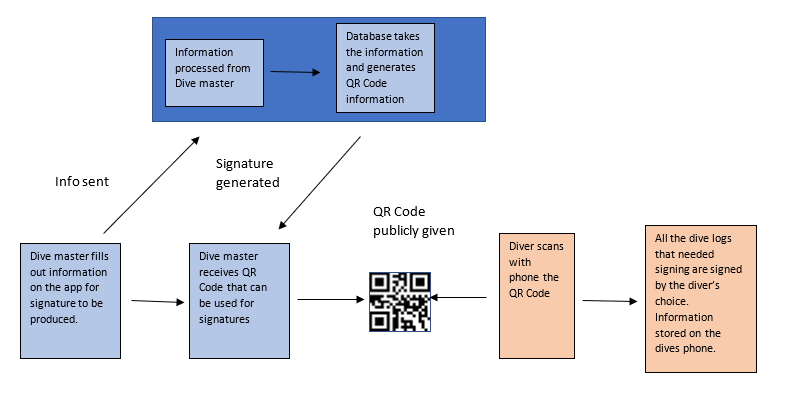 Information
processed from
Dive master
Database takes
the information
and generates
QR Code
information
Info sent
Signature
generated
QR Code
publicly given
Dive master fills
out information
on the app for
signature to be
produced.
Dive master
receives QR
Code that can
be used for
signatures
Diver scans
with
phone the
QR Code
All the dive logs
that needed
signing are signed
by the diver's
choice.
Information
stored on the
dives phone.